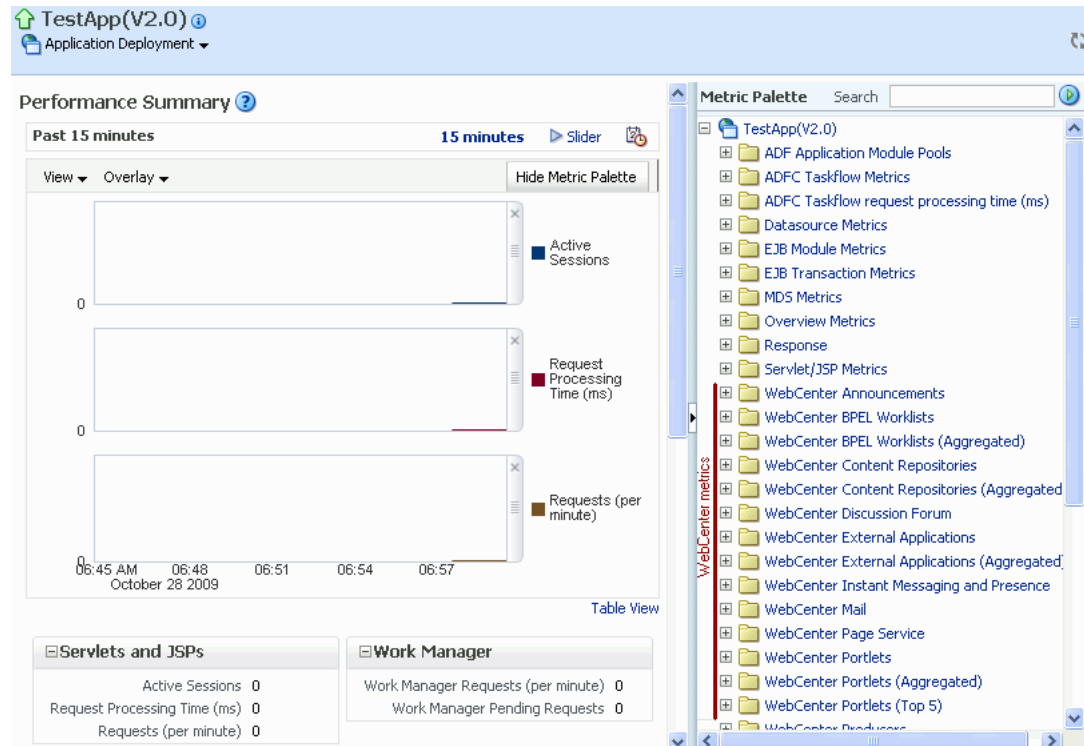 TestApp(V2.0)
Application Deployment
Performance Summary
Past 15 minutes
15 minutes
Slider
View
Overlay
Hide Metric Palette
0
Active
Sessions
0
Request
Processing
Time (ms)
0
Requests (per
minute)
06:45 AM
06:48
06:51
06:54
06:57
October 28 2009
Table View
Servlets and JSPs
Active Sessions 0
Request Processing Time (ms) 0
Requests (per minute) 0
Work Manager
Work Manager Requests (per minute) 0
Work Manager Pending Requests 0
Metric Palette
Search
TestApp(V2.0)
ADF Application Module Pools
ADFC Taskflow Metrics
ADFC Taskflow request processing time (ms)
Datasource Metrics
EJB Module Metrics
EJB Transaction Metrics
MDS Metrics
Overview Metrics
Response
Servlet/JSP Metrics
WebCenter metrics
WebCenter Announcements
WebCenter BPEL Worklists
WebCenter BPEL Worklists (Aggregated)
WebCenter Content Repositories
WebCenter Content Repositories (Aggregated
WebCenter Discussion Forum
WebCenter External Applications
WebCenter External Applications (Aggregated)
WebCenter Instant Messaging and Presence
WebCenter Mail
WebCenter Page Service
WebCenter Portlets
WebCenter Portlets (Aggregated)
WebCenter Portlets (Top 5)
WebCenter Producers